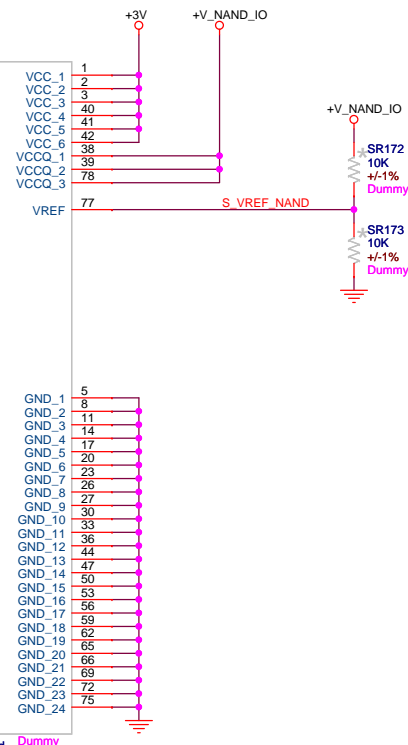 +3V
+V_NAND_IO
VCC_1 1
VCC_2 2
VCC_3 3
VCC_4 40
VCC_5 41
VCC_6 42
VCCQ_1 38
VCCQ_2 39
VCCQ_3 78
+V_NAND_IO
*SR172
10K
+/-1%
Dummy
VREF 77 S_VREF_NAND
*SR173
10K
+/-1%
Dummy
GND_1 5
GND_2 8
GND_3 11
GND_4 14
GND_5 17
GND_6 20
GND_7 23
GND_8 26
GND_9 27
GND_10 30
GND_11 33
GND_12 36
GND_13 44
GND_14 47
GND_15 50
GND_16 53
GND_17 56
GND_18 59
GND_19 62
GND_20 65
GND_21 66
GND_22 69
GND_23 72
GND_24 75
Dummy